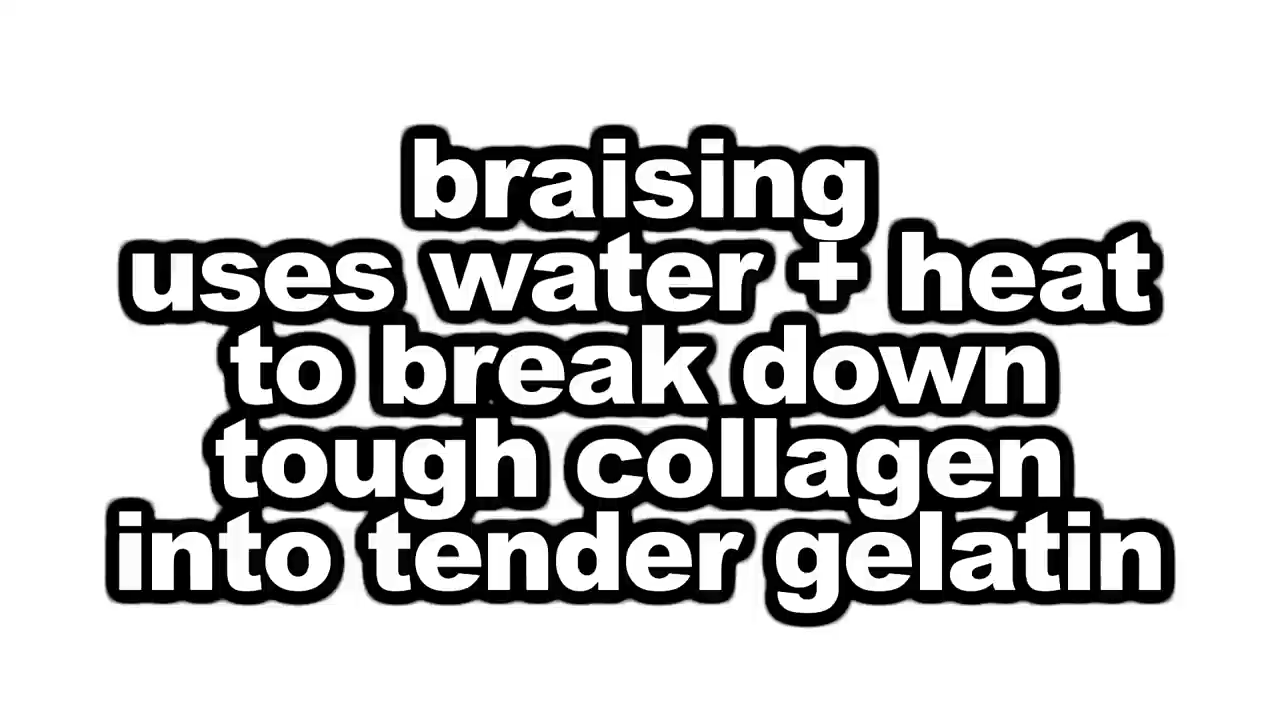 braising
uses water + heat
to break down
tough collagen
into tender gelatin